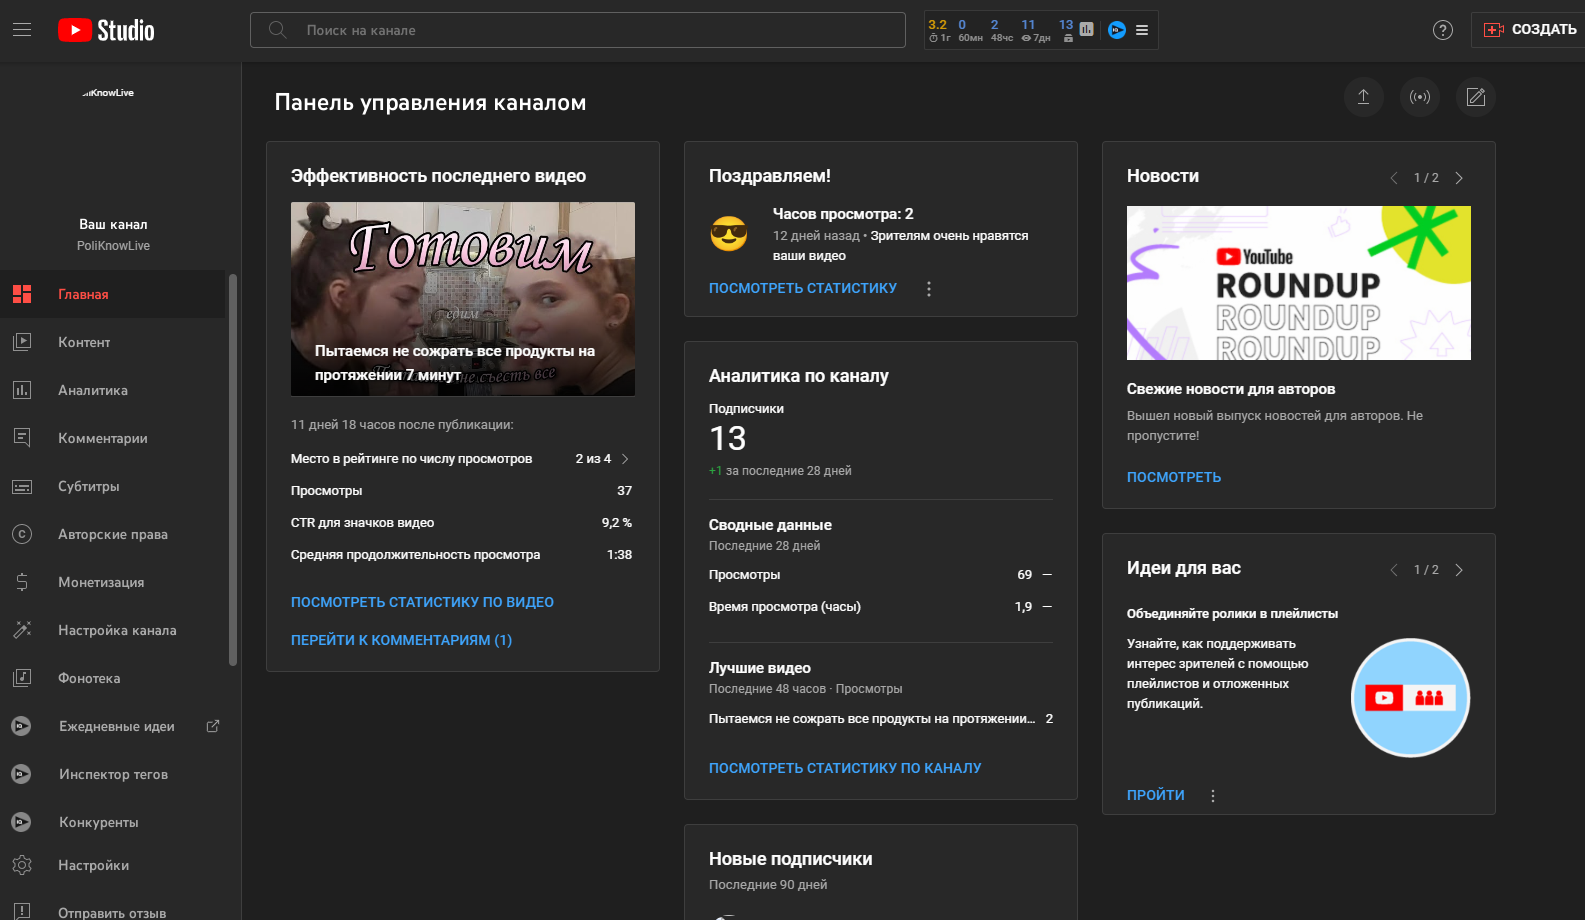 Studio
Поиск на канале
3.2 0 2 11 13
1г 60мн 48чс 7дн
СОЗДАТЬ
KnowLive
Ваш канал
PoliKnowLive
Главная
Контент
Аналитика
Комментарии
Субтитры
Авторские права
Монетизация
Настройка канала
Фонотека
Ежедневные идеи
Инспектор тегов
Конкуренты
Настройки
Отправить отзыв
Панель управления каналом
Эффективность последнего видео
Готовим
едим
Пытаемся не сожрать все продукты на
протяжении 7 минут
не съесть все
11 дней 18 часов после публикации:
Место в рейтинге по числу просмотров 2 из 4
Просмотры 37
CTR для значков видео 9,2 %
Средняя продолжительность просмотра 1:38
ПОСМОТРЕТЬ СТАТИСТИКУ ПО ВИДЕО
ПЕРЕЙТИ К КОММЕНТАРИЯМ (1)
Поздравляем!
Часов просмотра: 2
12 дней назад • Зрителям очень нравятся
ваши видео
ПОСМОТРЕТЬ СТАТИСТИКУ
Аналитика по каналу
Подписчики
13
+1 за последние 28 дней
Сводные данные
Последние 28 дней
Просмотры 69 —
Время просмотра (часы) 1,9 —
Лучшие видео
Последние 48 часов · Просмотры
Пытаемся не сожрать все продукты на протяжении... 2
ПОСМОТРЕТЬ СТАТИСТИКУ ПО КАНАЛУ
Новые подписчики
Последние 90 дней
Новости 1 / 2
YouTube
ROUNDUP
ROUNDUP
ROUNDUP
Свежие новости для авторов
Вышел новый выпуск новостей для авторов. Не
пропустите!
ПОСМОТРЕТЬ
Идеи для вас 1 / 2
Объединяйте ролики в плейлисты
Узнайте, как поддерживать
интерес зрителей с помощью
плейлистов и отложенных
публикаций.
ПРОЙТИ